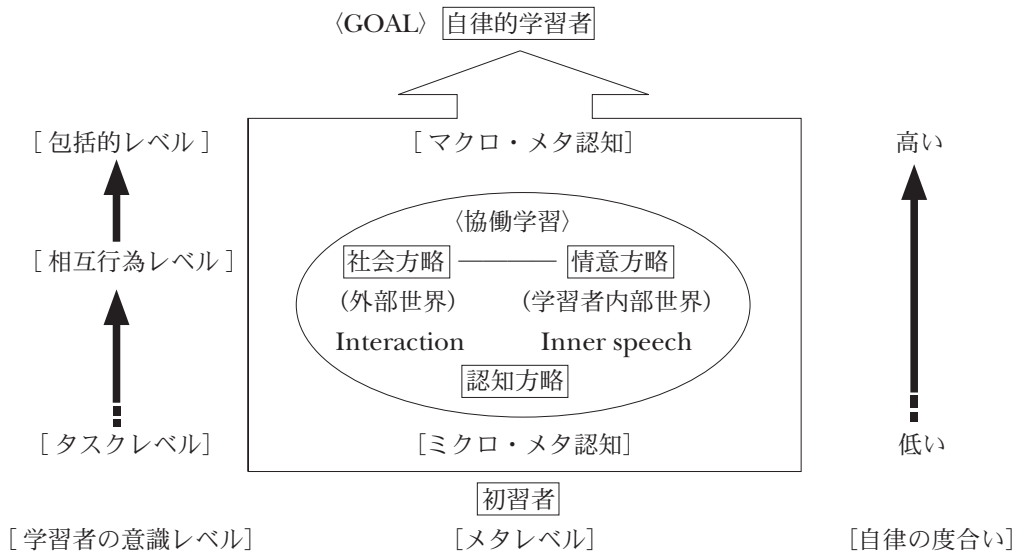 〈GOAL〉 自律的学習者
[包括的レベル] [マクロ・メタ認知] 高い
〈協働学習〉
[相互行為レベル] 社会方略 情意方略
(外部世界) (学習者内部世界)
Interaction Inner speech
認知方略
[タスクレベル] [ミクロ・メタ認知] 低い
初習者
[学習者の意識レベル] [メタレベル] [自律の度合い]